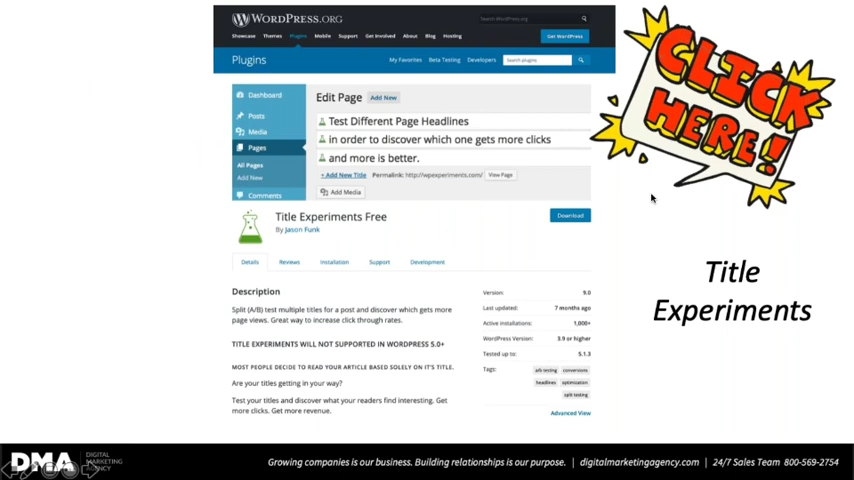 WORDPRESS.ORG
Search WordPress.org
Showcase Themes Plugins Mobile Support Get Involved About Blog Hosting Get WordPress
Plugins
My Favorites Beta Testing Developers Search plugins
Dashboard
Posts
Media
Pages
All Pages
Add New
Comments
Edit Page Add New
Test Different Page Headlines
in order to discover which one gets more clicks
and more is better.
+ Add New Title Permalink: http://wpexperiments.com/ View Page
Add Media
CLICK
HERE!
Title Experiments Free
By Jason Funk
Download
Details Reviews Installation Support Development
Description
Split (A/B) test multiple titles for a post and discover which gets more
page views. Great way to increase click through rates.
TITLE EXPERIMENTS WILL NOT SUPPORTED IN WORDPRESS 5.0+
MOST PEOPLE DECIDE TO READ YOUR ARTICLE BASED SOLELY ON IT'S TITLE.
Are your titles getting in your way?
Test your titles and discover what your readers find interesting. Get
more clicks. Get more revenue.
Version: 9.0
Last updated: 7 months ago
Active installations: 1,000+
WordPress Version: 3.9 or higher
Tested up to: 5.1.3
Tags: a/b testing conversions
headlines optimization
split testing
Advanced View
Title
Experiments
DMA DIGITAL
MARKETING
AGENCY
Growing companies is our business. Building relationships is our purpose. | digitalmarketingagency.com | 24/7 Sales Team 800-569-2754